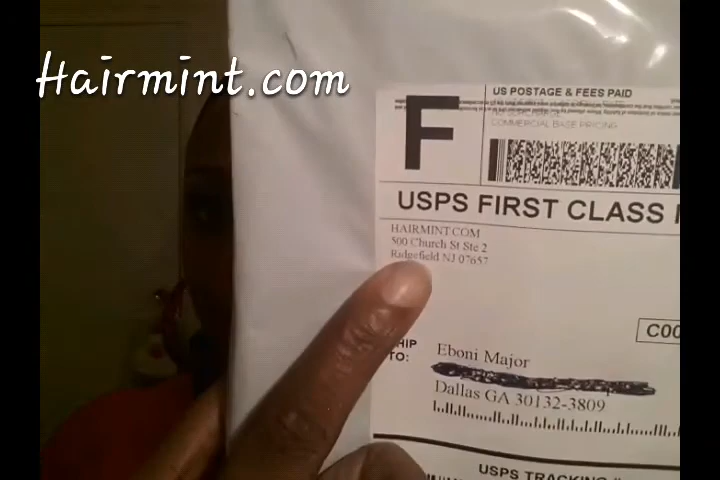 Hairmint.com
US POSTAGE & FEES PAID
COMMERCIAL BASE PRICING
F
USPS FIRST CLASS
HAIRMINT.COM
500 Church St Ste 2
Ridgefield NJ 07657
C00
SHIP
TO:
Eboni Major
Dallas GA 30132-3809
USPS TRACKING